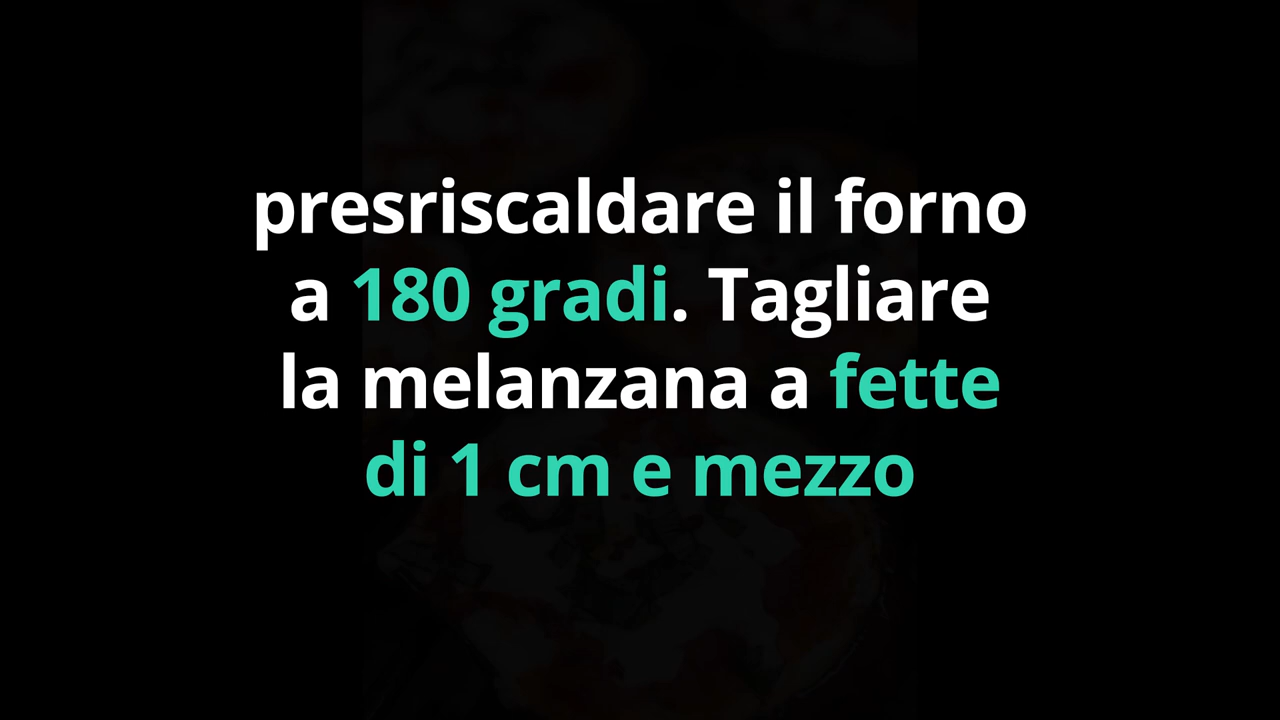 presriscaldare il forno
a 180 gradi. Tagliare
la melanzana a fette
di 1 cm e mezzo